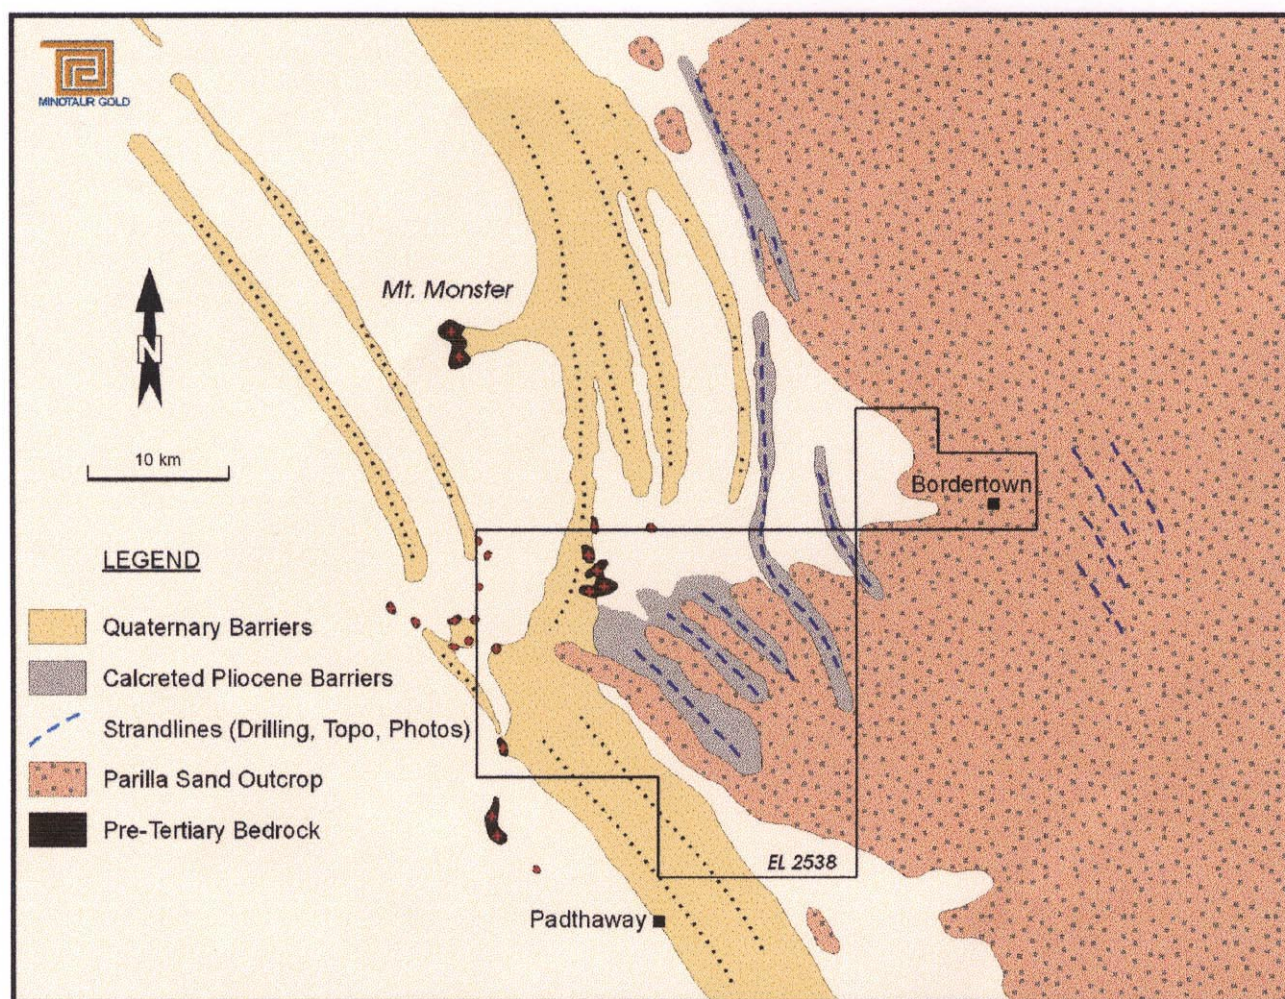 MINOTAUR GOLD
Mt. Monster
N
10 km
Bordertown
LEGEND
Quaternary Barriers
Calcreted Pliocene Barriers
Strandlines (Drilling, Topo, Photos)
Parilla Sand Outcrop
Pre-Tertiary Bedrock
EL 2538
Padthaway